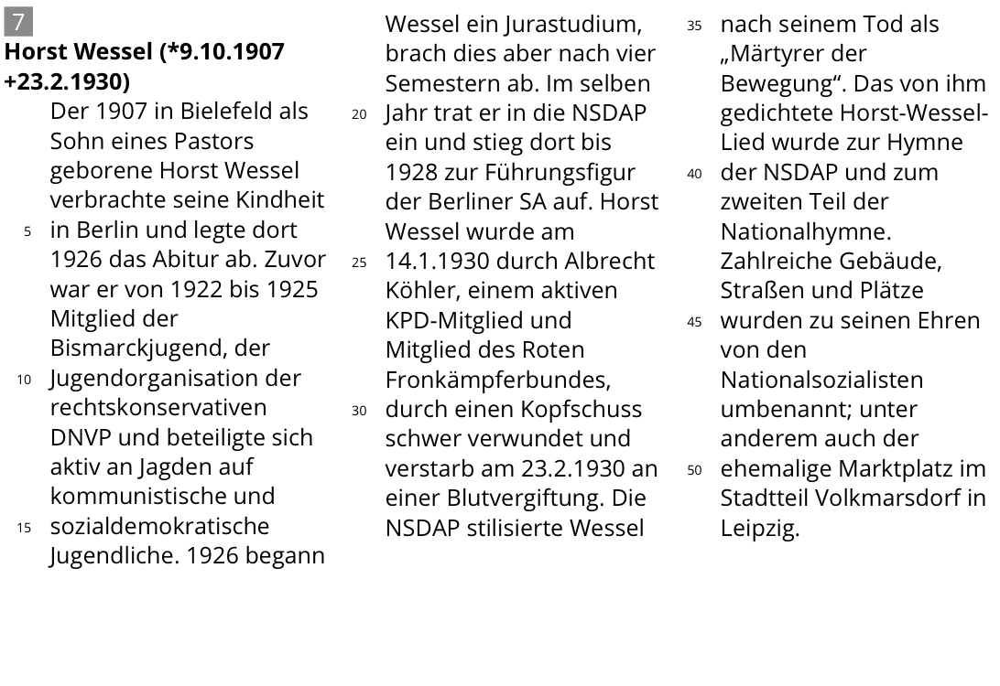 7
Horst Wessel (*9.10.1907
+23.2.1930)
Der 1907 in Bielefeld als
Sohn eines Pastors
geborene Horst Wessel
verbrachte seine Kindheit
5 in Berlin und legte dort
1926 das Abitur ab. Zuvor
war er von 1922 bis 1925
Mitglied der
Bismarckjugend, der
10 Jugendorganisation der
rechtskonservativen
DNVP und beteiligte sich
aktiv an Jagden auf
kommunistische und
15 sozialdemokratische
Jugendliche. 1926 begann
Wessel ein Jurastudium,
brach dies aber nach vier
Semestern ab. Im selben
20 Jahr trat er in die NSDAP
ein und stieg dort bis
1928 zur Führungsfigur
der Berliner SA auf. Horst
Wessel wurde am
25 14.1.1930 durch Albrecht
Köhler, einem aktiven
KPD-Mitglied und
Mitglied des Roten
Fronkämpferbundes,
30 durch einen Kopfschuss
schwer verwundet und
verstarb am 23.2.1930 an
einer Blutvergiftung. Die
NSDAP stilisierte Wessel
35 nach seinem Tod als
„Märtyrer der
Bewegung“. Das von ihm
gedichtete Horst-Wessel-
Lied wurde zur Hymne
40 der NSDAP und zum
zweiten Teil der
Nationalhymne.
Zahlreiche Gebäude,
Straßen und Plätze
45 wurden zu seinen Ehren
von den
Nationalsozialisten
umbenannt; unter
anderem auch der
50 ehemalige Marktplatz im
Stadtteil Volkmarsdorf in
Leipzig.